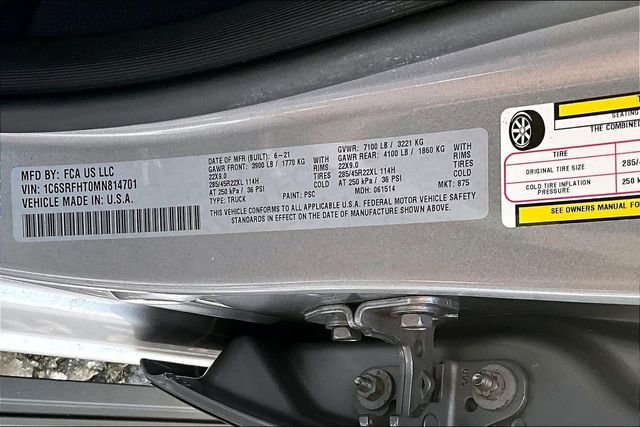 MFD BY: FCA US LLC
VIN: 1C6SRFHT0MN814701
VEHICLE MADE IN U.S.A.
DATE OF MFR (BUILT): 6-21
GAWR FRONT: 3900 LB / 1770 KG WITH
22X9.0 RIMS
285/45R22XL 114H TIRES
AT 250 kPa / 36 PSI COLD
TYPE: TRUCK PAINT: PSC
GVWR: 7100 LB / 3221 KG
GAWR REAR: 4100 LB / 1860 KG WITH
22X9.0 RIMS
285/45R22XL 114H TIRES
AT 250 kPa / 36 PSI COLD
MDH: 061514 MKT: 875
THIS VEHICLE CONFORMS TO ALL APPLICABLE U.S.A. FEDERAL MOTOR VEHICLE SAFETY
STANDARDS IN EFFECT ON THE DATE OF MANUFACTURE SHOWN ABOVE.
SEATING
THE COMBINED
TIRE
ORIGINAL TIRE SIZE 285/
COLD TIRE INFLATION PRESSURE 250 k
SEE OWNERS MANUAL FOR